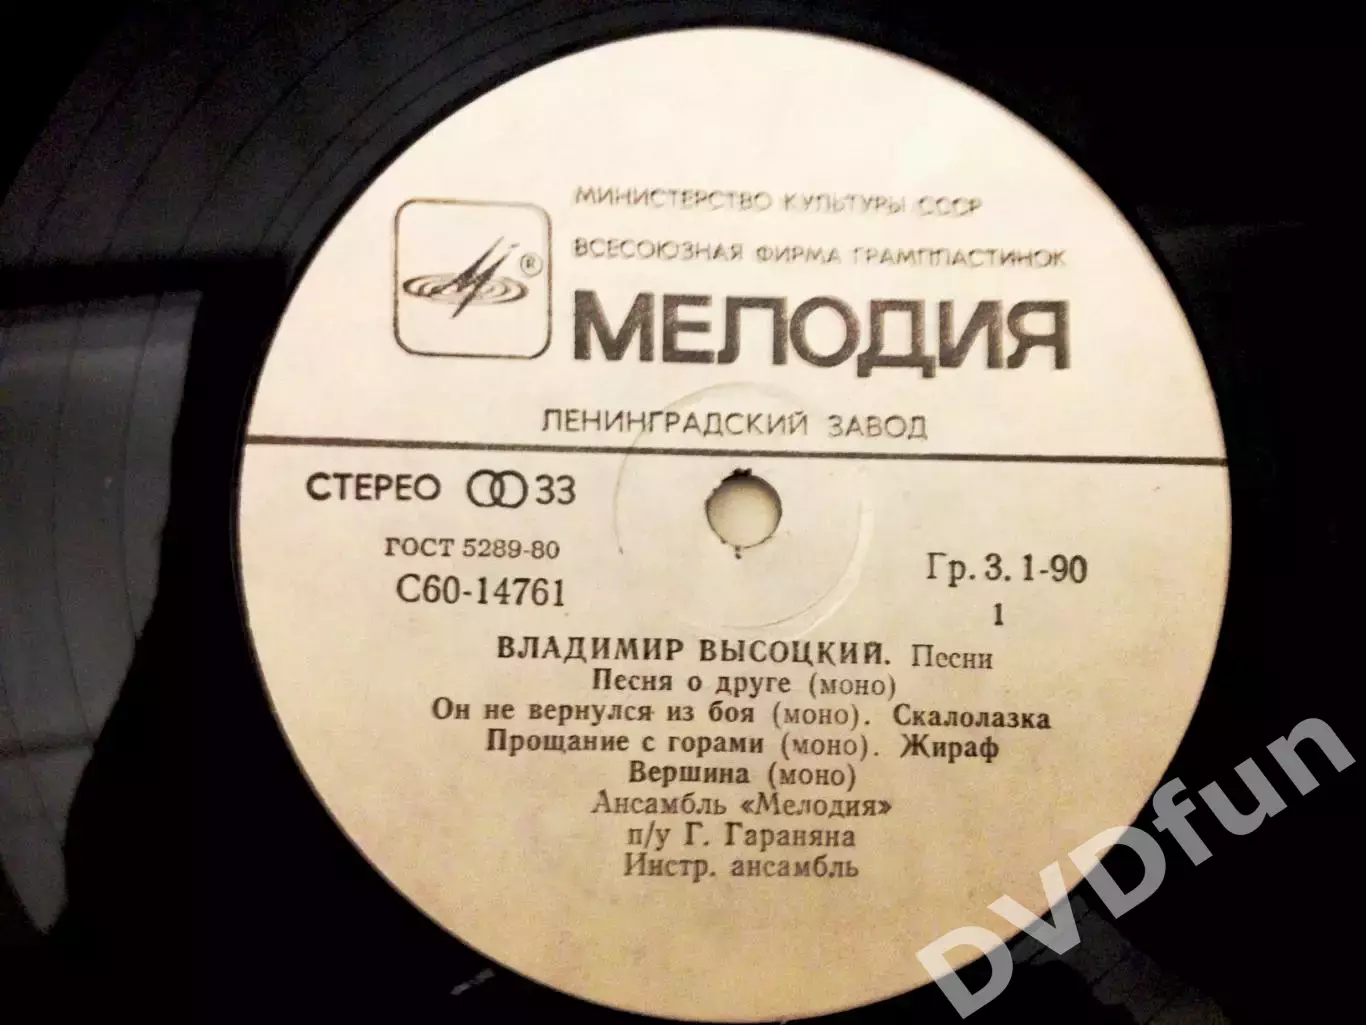 МИНИСТЕРСТВО КУЛЬТУРЫ СССР
ВСЕСОЮЗНАЯ ФИРМА ГРАМПЛАСТИНОК
®
МЕЛОДИЯ
ЛЕНИНГРАДСКИЙ ЗАВОД
СТЕРЕО 33
ГОСТ 5289-80
С60-14761
Гр. 3. 1-90
1
ВЛАДИМИР ВЫСОЦКИЙ. Песни
Песня о друге (моно)
Он не вернулся из боя (моно). Скалолазка
Прощание с горами (моно). Жираф
Вершина (моно)
Ансамбль «Мелодия»
п/у Г. Гараняна
Инстр. ансамбль
DVDfun